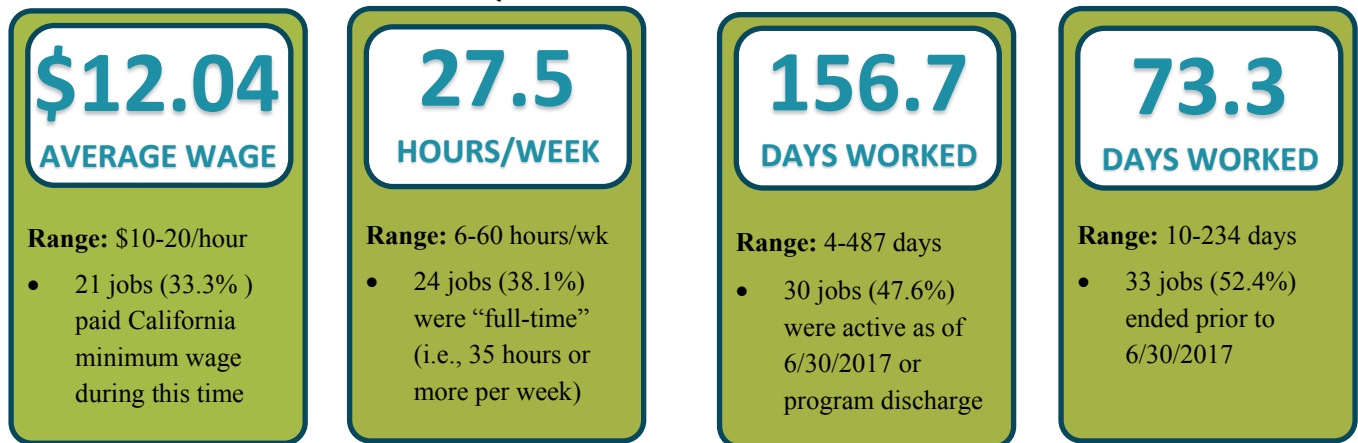 $12.04
AVERAGE WAGE
Range: $10-20/hour
• 21 jobs (33.3% )
paid California
minimum wage
during this time
27.5
HOURS/WEEK
Range: 6-60 hours/wk
• 24 jobs (38.1%)
were “full-time”
(i.e., 35 hours or
more per week)
156.7
DAYS WORKED
Range: 4-487 days
• 30 jobs (47.6%)
were active as of
6/30/2017 or
program discharge
73.3
DAYS WORKED
Range: 10-234 days
• 33 jobs (52.4%)
ended prior to
6/30/2017